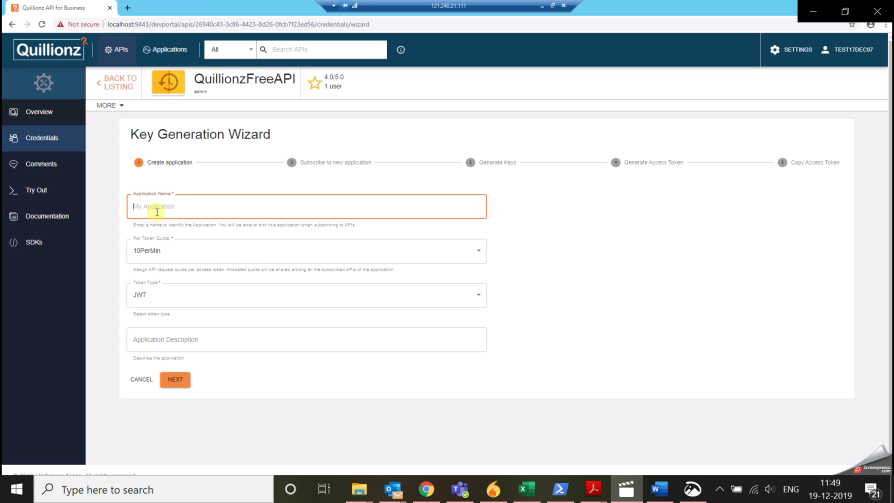 121.240.21.111
Quillionz API for Business
Not secure
localhost:9443/devportal/apis/26940c43-3c86-4423-8d26-0fcb7f23ed56/credentials/wizard
Quillionz?
APIs
Applications
All
Search APIs
SETTINGS
TEST17DEC07
BACK TO
LISTING
QuillionzFreeAPI
admin
4.0/5.0
1 user
MORE
Overview
Credentials
Comments
Try Out
Documentation
SDKs
Key Generation Wizard
1 Create application
2 Subscribe to new application
3 Generate Keys
4 Generate Access Token
5 Copy Access Token
Application Name *
My Application
Enter a name to identify the Application. You will be able to pick this application when subscribing to APIs
Per Token Quota *
10PerMin
Assign API request quota per access token. Allocated quota will be shared among all the subscribed APIs of the application.
Token Type *
JWT
Select token type
Application Description
Describe the application
CANCEL
NEXT
Screenpresso
Type here to search
ENG
11:49
19-12-2019
21